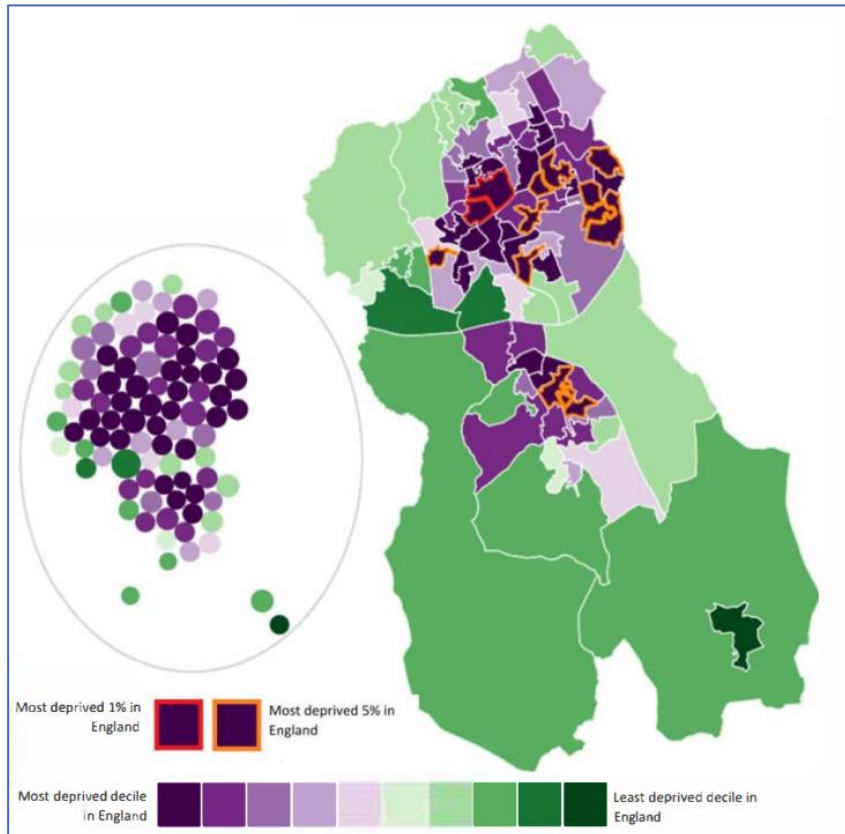 Most deprived 1% in
England
Most deprived 5% in
England
Most deprived decile
in England
Least deprived decile in
England